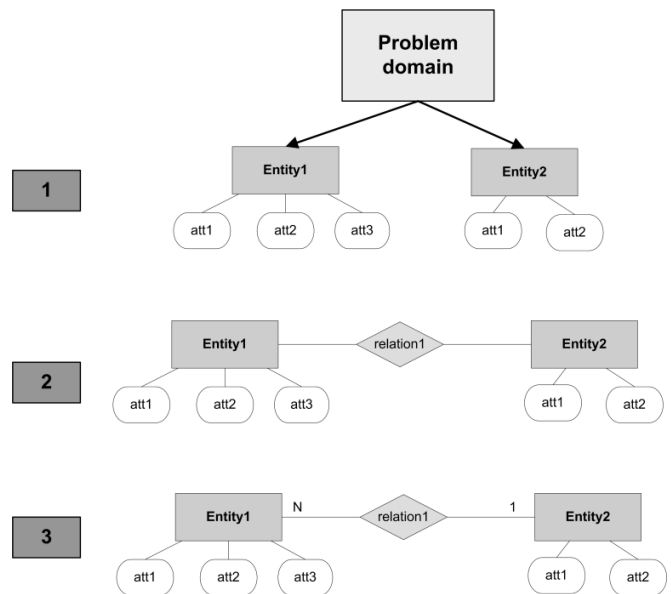 Problem
domain
1
Entity1
Entity2
att1
att2
att3
att1
att2
2
Entity1
relation1
Entity2
att1
att2
att3
att1
att2
3
Entity1
N
relation1
1
Entity2
att1
att2
att3
att1
att2